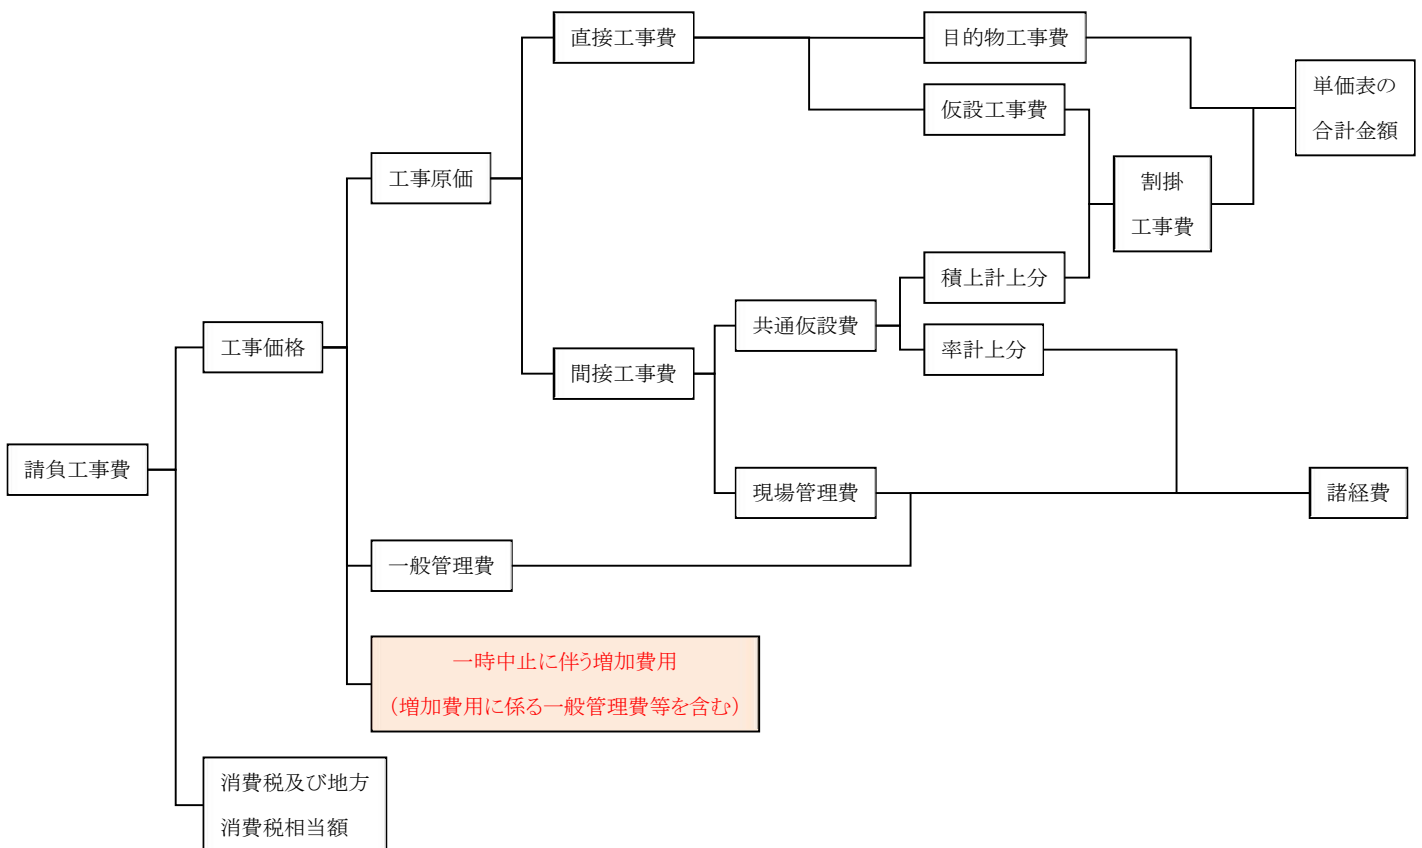 直接工事費
目的物工事費
単価表の
合計金額
仮設工事費
工事原価
割掛
工事費
積上計上分
共通仮設費
率計上分
工事価格
間接工事費
請負工事費
現場管理費
諸経費
一般管理費
一時中止に伴う増加費用
（増加費用に係る一般管理費等を含む）
消費税及び地方
消費税相当額